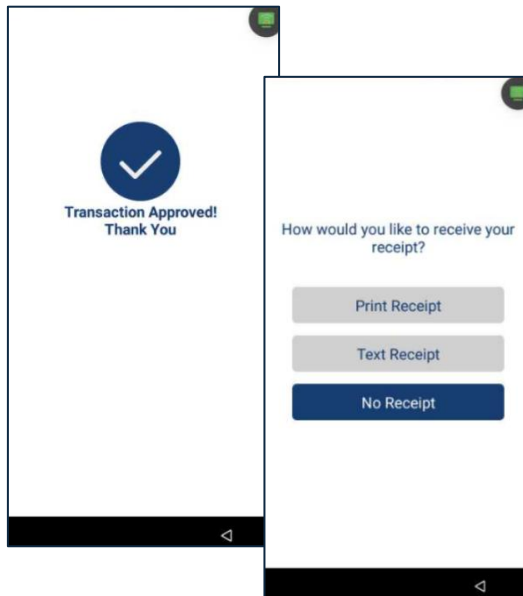 Transaction Approved!
Thank You
How would you like to receive your
receipt?
Print Receipt
Text Receipt
No Receipt